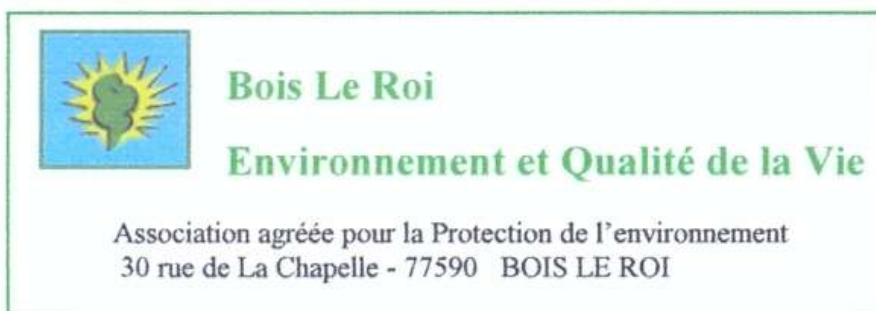 Bois Le Roi
Environnement et Qualité de la Vie
Association agréée pour la Protection de l'environnement
30 rue de La Chapelle - 77590 BOIS LE ROI